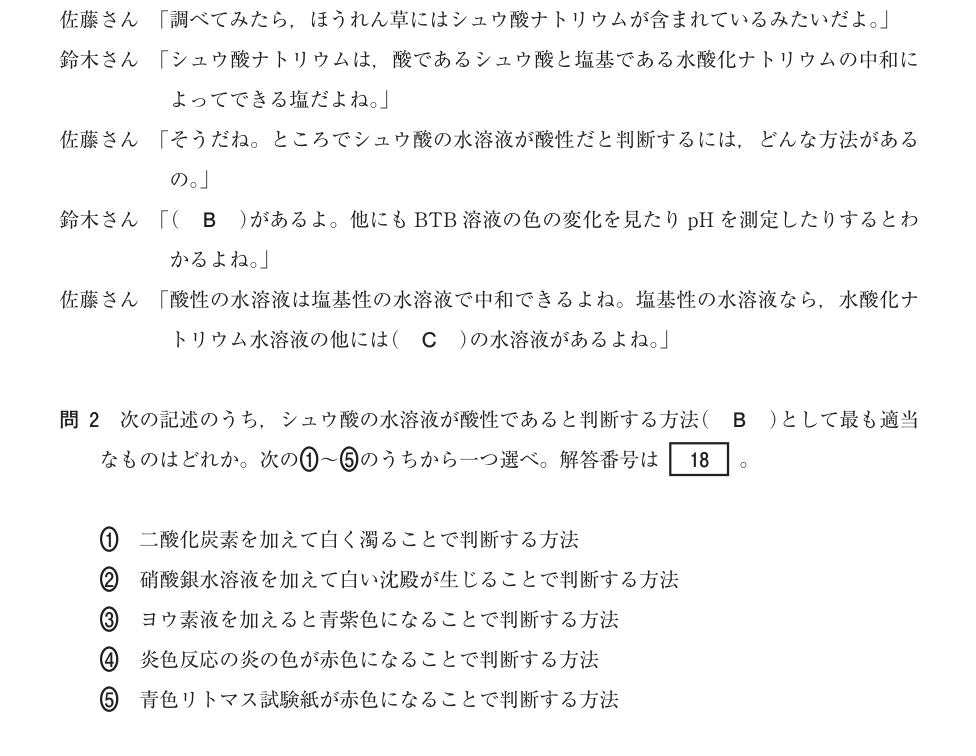 佐藤さん 「調べてみたら，ほうれん草にはシュウ酸ナトリウムが含まれているみたいだよ。」
鈴木さん 「シュウ酸ナトリウムは，酸であるシュウ酸と塩基である水酸化ナトリウムの中和に
よってできる塩だよね。」
佐藤さん 「そうだね。ところでシュウ酸の水溶液が酸性だと判断するには，どんな方法がある
の。」
鈴木さん 「( B )があるよ。他にも BTB 溶液の色の変化を見たり pH を測定したりするとわ
かるよね。」
佐藤さん 「酸性の水溶液は塩基性の水溶液で中和できるよね。塩基性の水溶液なら，水酸化ナ
トリウム水溶液の他には( C )の水溶液があるよね。」
問 2 次の記述のうち，シュウ酸の水溶液が酸性であると判断する方法( B )として最も適当
なものはどれか。次の①～⑤のうちから一つ選べ。解答番号は 18 。
① 二酸化炭素を加えて白く濁ることで判断する方法
② 硝酸銀水溶液を加えて白い沈殿が生じることで判断する方法
③ ヨウ素液を加えると青紫色になることで判断する方法
④ 炎色反応の炎の色が赤色になることで判断する方法
⑤ 青色リトマス試験紙が赤色になることで判断する方法